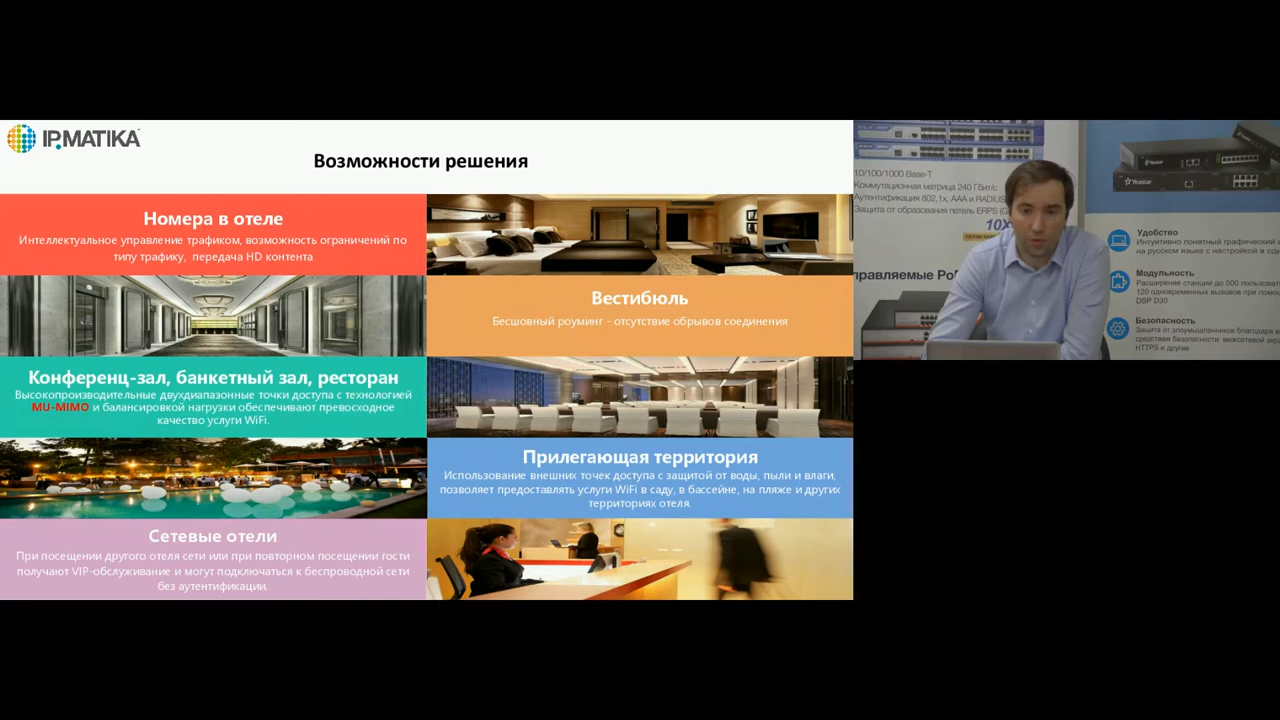 IPMATIKA
Возможности решения
Номера в отеле
Интеллектуальное управление трафиком, возможность ограничений по
типу трафику, передача HD контента
Вестибюль
Бесшовный роуминг - отсутствие обрывов соединения
Конференц-зал, банкетный зал, ресторан
Высокопроизводительные двухдиапазонные точки доступа с технологией
MU-MIMO и балансировкой нагрузки обеспечивают превосходное
качество услуги WiFi.
Прилегающая территория
Использование внешних точек доступа с защитой от воды, пыли и влаги,
позволяет предоставлять услуги WiFi в саду, в бассейне, на пляже и других
территориях отеля.
Сетевые отели
При посещении другого отеля сети или при повторном посещении гости
получают VIP-обслуживание и могут подключаться к беспроводной сети
без аутентификации.
10/100/1000 Base-T
Коммутационная матрица 240 Гбит/с
Аутентификация 802.1x, AAA и RADIUS
Защита от образования петель ERPS (G
10X
правляемые PoE
Yeastar
Yeastar
Удобство
Интуитивно понятный графический и
на русском языке с настройкой в оди
Модульность
Расширение станции до 500 пользоват
120 одновременных вызовов при помо
DSP D30
Безопасность
Защита от злоумышленников благодаря в
средствам безопасности: межсетевой экр
HTTPS и другие